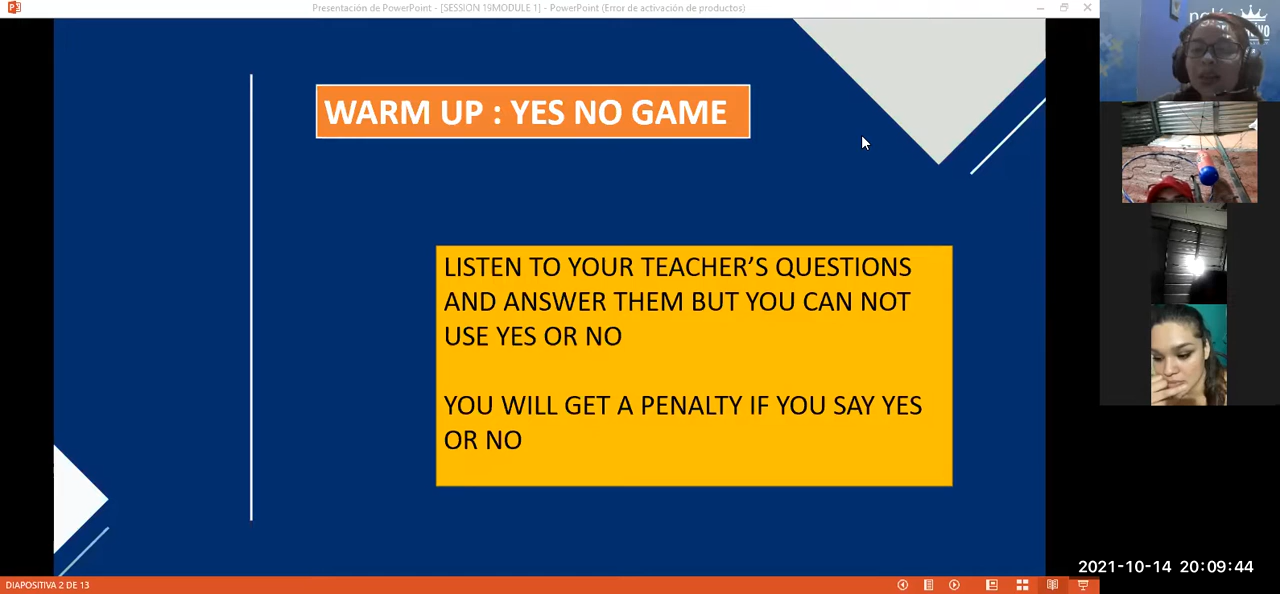 Presentación de PowerPoint - [SESSION 19MODULE 1] - PowerPoint (Error de activación de productos)
WARM UP : YES NO GAME
LISTEN TO YOUR TEACHER'S QUESTIONS
AND ANSWER THEM BUT YOU CAN NOT
USE YES OR NO
YOU WILL GET A PENALTY IF YOU SAY YES
OR NO
2021-10-14 20:09:44
DIAPOSITIVA 2 DE 13